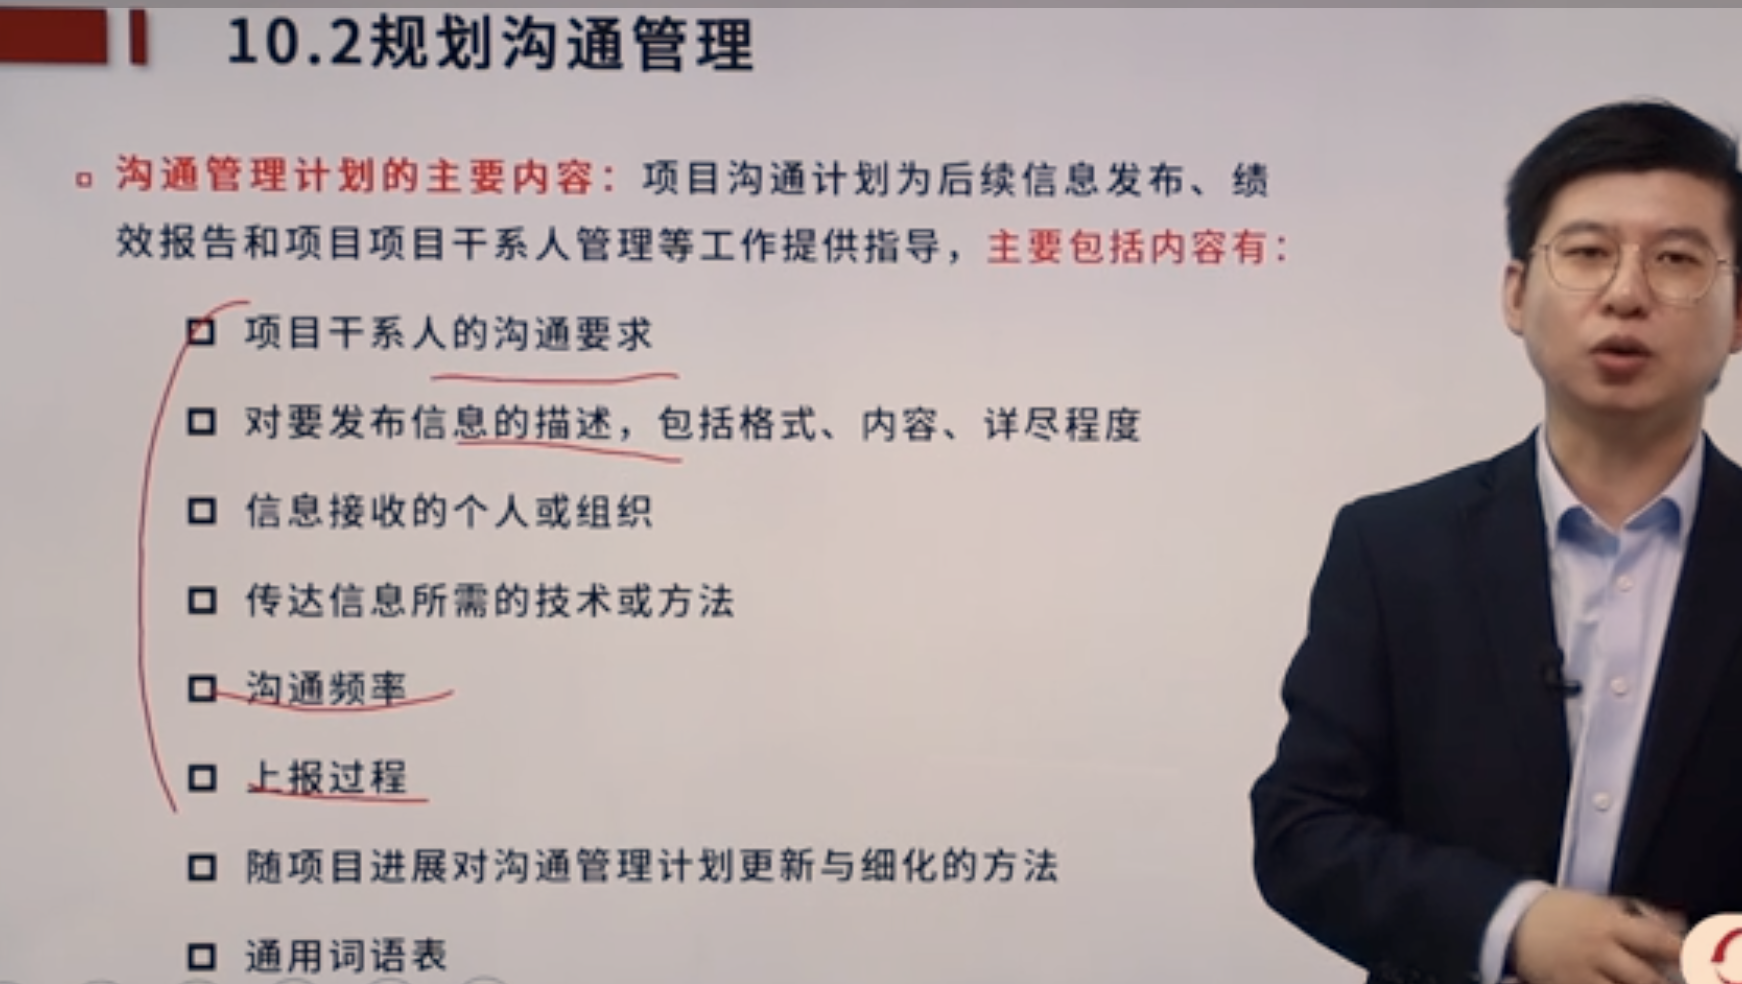 10.2规划沟通管理
沟通管理计划的主要内容：项目沟通计划为后续信息发布、绩
效报告和项目项目干系人管理等工作提供指导，主要包括内容有：
项目干系人的沟通要求
对要发布信息的描述，包括格式、内容、详尽程度
信息接收的个人或组织
传达信息所需的技术或方法
沟通频率
上报过程
随项目进展对沟通管理计划更新与细化的方法
通用词语表